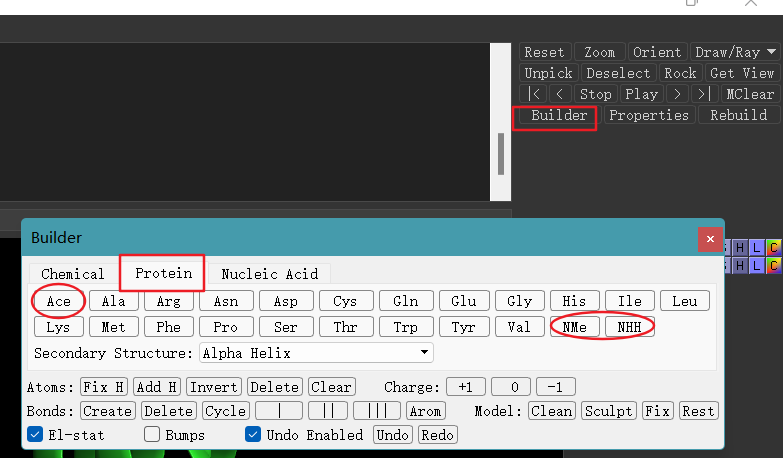 Reset Zoom Orient Draw/Ray
Unpick Deselect Rock Get View
|< < Stop Play > >| MClear
Builder Properties Rebuild
Builder
S H L C
S H L C
Chemical Protein Nucleic Acid
Ace Ala Arg Asn Asp Cys Gln Glu Gly His Ile Leu
Lys Met Phe Pro Ser Thr Trp Tyr Val NMe NHH
Secondary Structure: Alpha Helix
Atoms: Fix H Add H Invert Delete Clear Charge: +1 0 -1
Bonds: Create Delete Cycle | || ||| Arom Model: Clean Sculpt Fix Rest
El-stat Bumps Undo Enabled Undo Redo